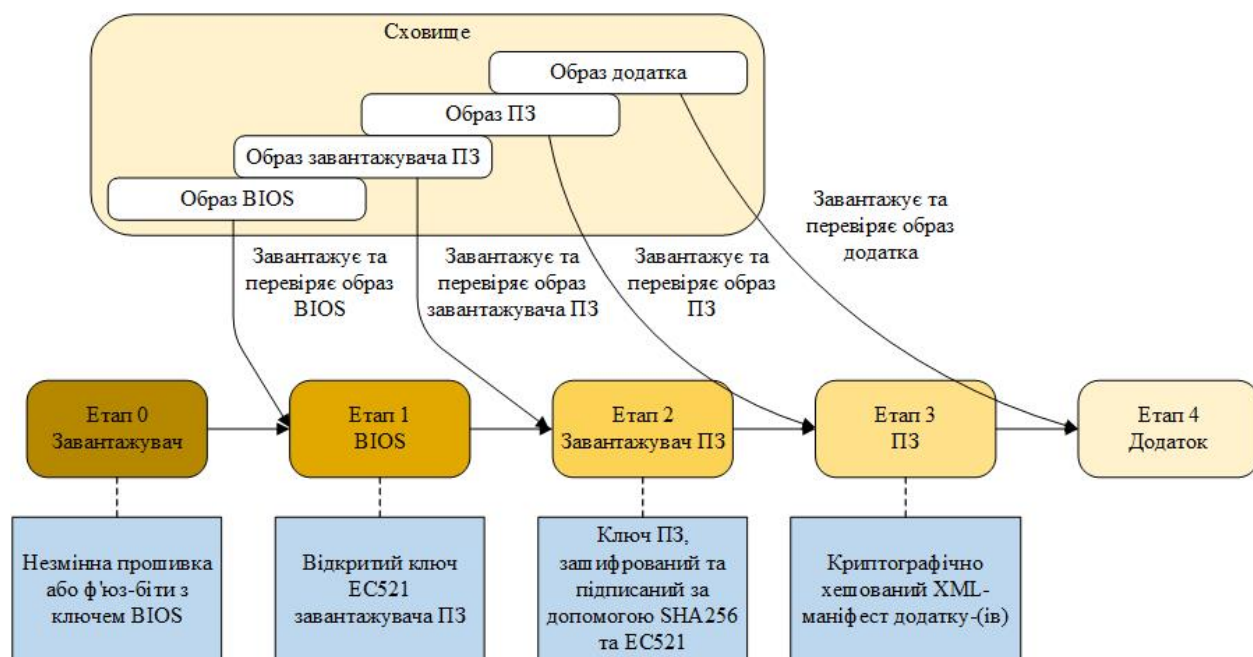 Сховище
Образ додатка
Образ ПЗ
Образ завантажувача ПЗ
Образ BIOS
Завантажує та
перевіряє образ
BIOS
Завантажує та
перевіряє образ
завантажувача ПЗ
Завантажує та
перевіряє образ
ПЗ
Завантажує та
перевіряє образ
додатка
Етап 0
Завантажувач
Етап 1
BIOS
Етап 2
Завантажувач ПЗ
Етап 3
ПЗ
Етап 4
Додаток
Незмінна прошивка
або ф'юз-біти з
ключем BIOS
Відкритий ключ
EC521
завантажувача ПЗ
Ключ ПЗ,
зашифрований та
підписаний за
допомогою SHA256
та EC521
Криптографічно
хешований XML-
маніфест додатку-(ів)